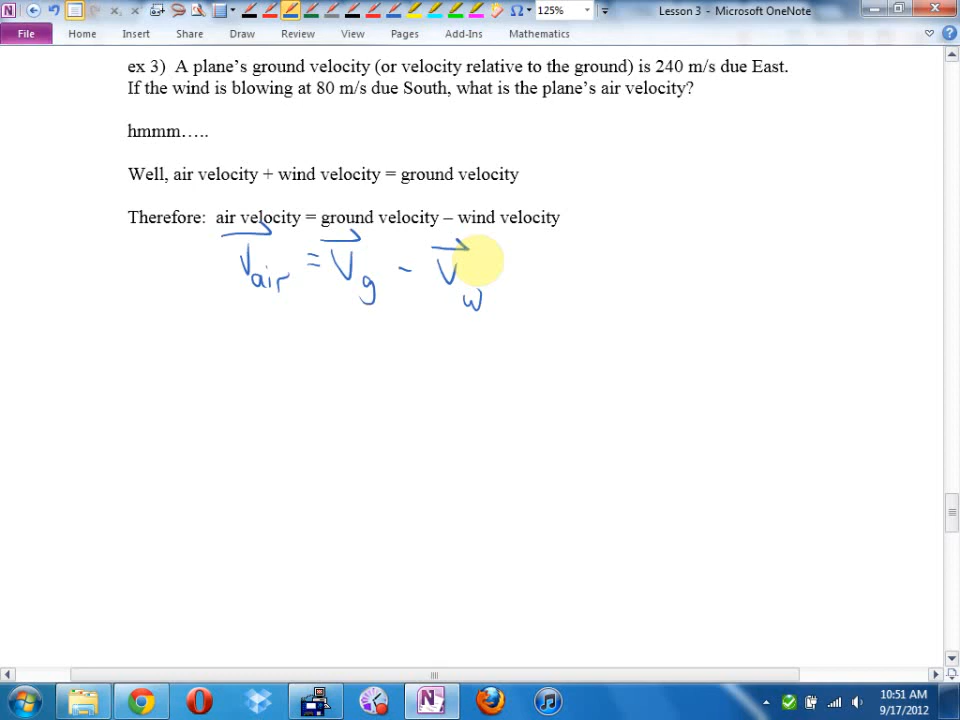 125%
Lesson 3 - Microsoft OneNote
File Home Insert Share Draw Review View Pages Add-Ins Mathematics
ex 3) A plane's ground velocity (or velocity relative to the ground) is 240 m/s due East.
If the wind is blowing at 80 m/s due South, what is the plane's air velocity?
hmmm…..
Well, air velocity + wind velocity = ground velocity
Therefore: air velocity = ground velocity – wind velocity
V air = V g - V w
10:51 AM
9/17/2012